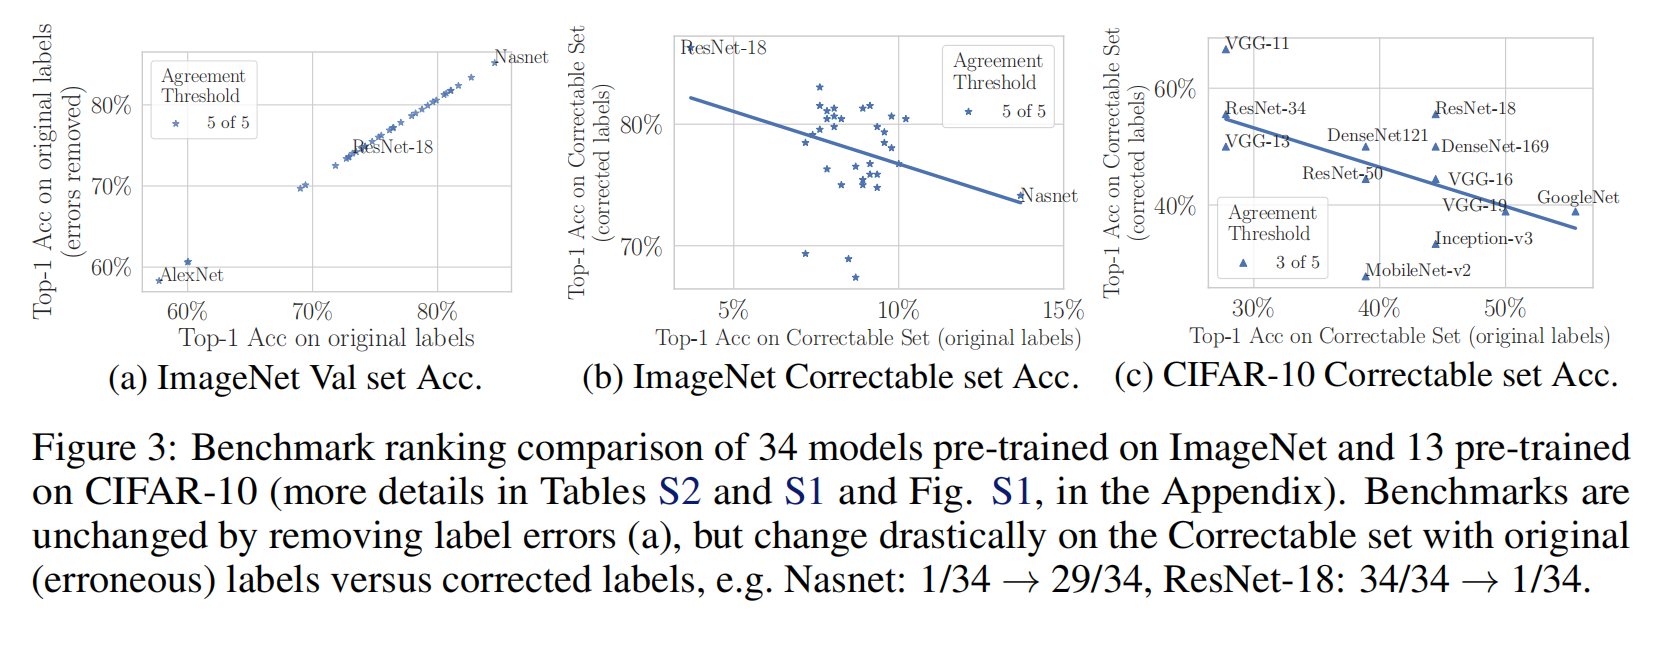 Top-1 Acc on original labels
(errors removed)
80%
70%
60%
Agreement
Threshold
5 of 5
Nasnet
ResNet-18
AlexNet
60%
70%
80%
Top-1 Acc on original labels
(a) ImageNet Val set Acc.
Top-1 Acc on Correctable Set
(corrected labels)
80%
70%
ResNet-18
Agreement
Threshold
5 of 5
Nasnet
5%
10%
15%
Top-1 Acc on Correctable Set (original labels)
(b) ImageNet Correctable set Acc.
Top-1 Acc on Correctable Set
(corrected labels)
60%
40%
VGG-11
ResNet-34
ResNet-18
VGG-13
DenseNet121
DenseNet-169
ResNet-50
VGG-16
GoogleNet
VGG-19
Inception-v3
MobileNet-v2
Agreement
Threshold
3 of 5
30%
40%
50%
Top-1 Acc on Correctable Set (original labels)
(c) CIFAR-10 Correctable set Acc.
Figure 3: Benchmark ranking comparison of 34 models pre-trained on ImageNet and 13 pre-trained
on CIFAR-10 (more details in Tables S2 and S1 and Fig. S1, in the Appendix). Benchmarks are
unchanged by removing label errors (a), but change drastically on the Correctable set with original
(erroneous) labels versus corrected labels, e.g. Nasnet: 1/34 → 29/34, ResNet-18: 34/34 → 1/34.